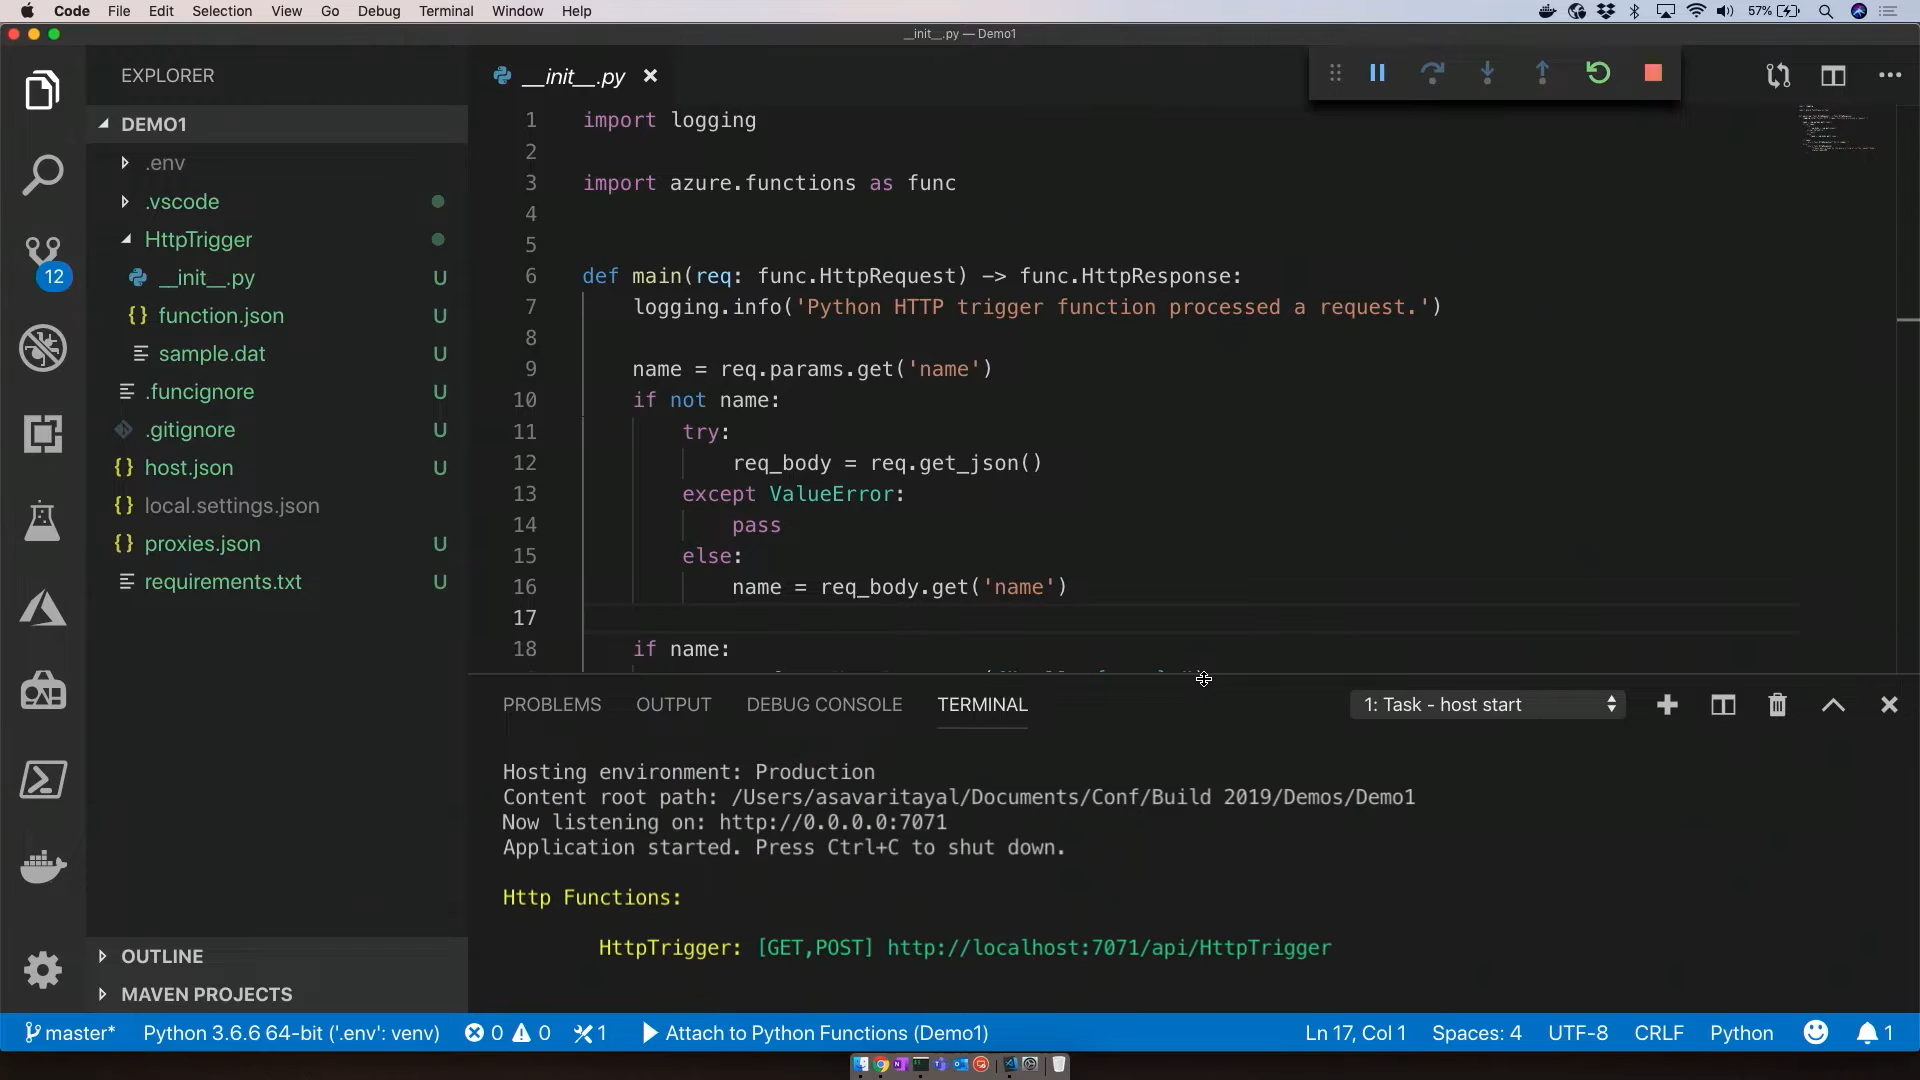 Code File Edit Selection View Go Debug Terminal Window Help
57%
__init__.py — Demo1
EXPLORER
DEMO1
.env
.vscode
HttpTrigger
__init__.py U
function.json U
sample.dat U
.funcignore U
.gitignore U
host.json U
local.settings.json
proxies.json U
requirements.txt U
OUTLINE
MAVEN PROJECTS
12
__init__.py
1 import logging
2
3 import azure.functions as func
4
5
6 def main(req: func.HttpRequest) -> func.HttpResponse:
7 logging.info('Python HTTP trigger function processed a request.')
8
9 name = req.params.get('name')
10 if not name:
11 try:
12 req_body = req.get_json()
13 except ValueError:
14 pass
15 else:
16 name = req_body.get('name')
17
18 if name:
PROBLEMS OUTPUT DEBUG CONSOLE TERMINAL
1: Task - host start
Hosting environment: Production
Content root path: /Users/asavaritayal/Documents/Conf/Build 2019/Demos/Demo1
Now listening on: http://0.0.0.0:7071
Application started. Press Ctrl+C to shut down.
Http Functions:
HttpTrigger: [GET,POST] http://localhost:7071/api/HttpTrigger
master* Python 3.6.6 64-bit ('.env': venv) 0 0 1 Attach to Python Functions (Demo1) Ln 17, Col 1 Spaces: 4 UTF-8 CRLF Python 1